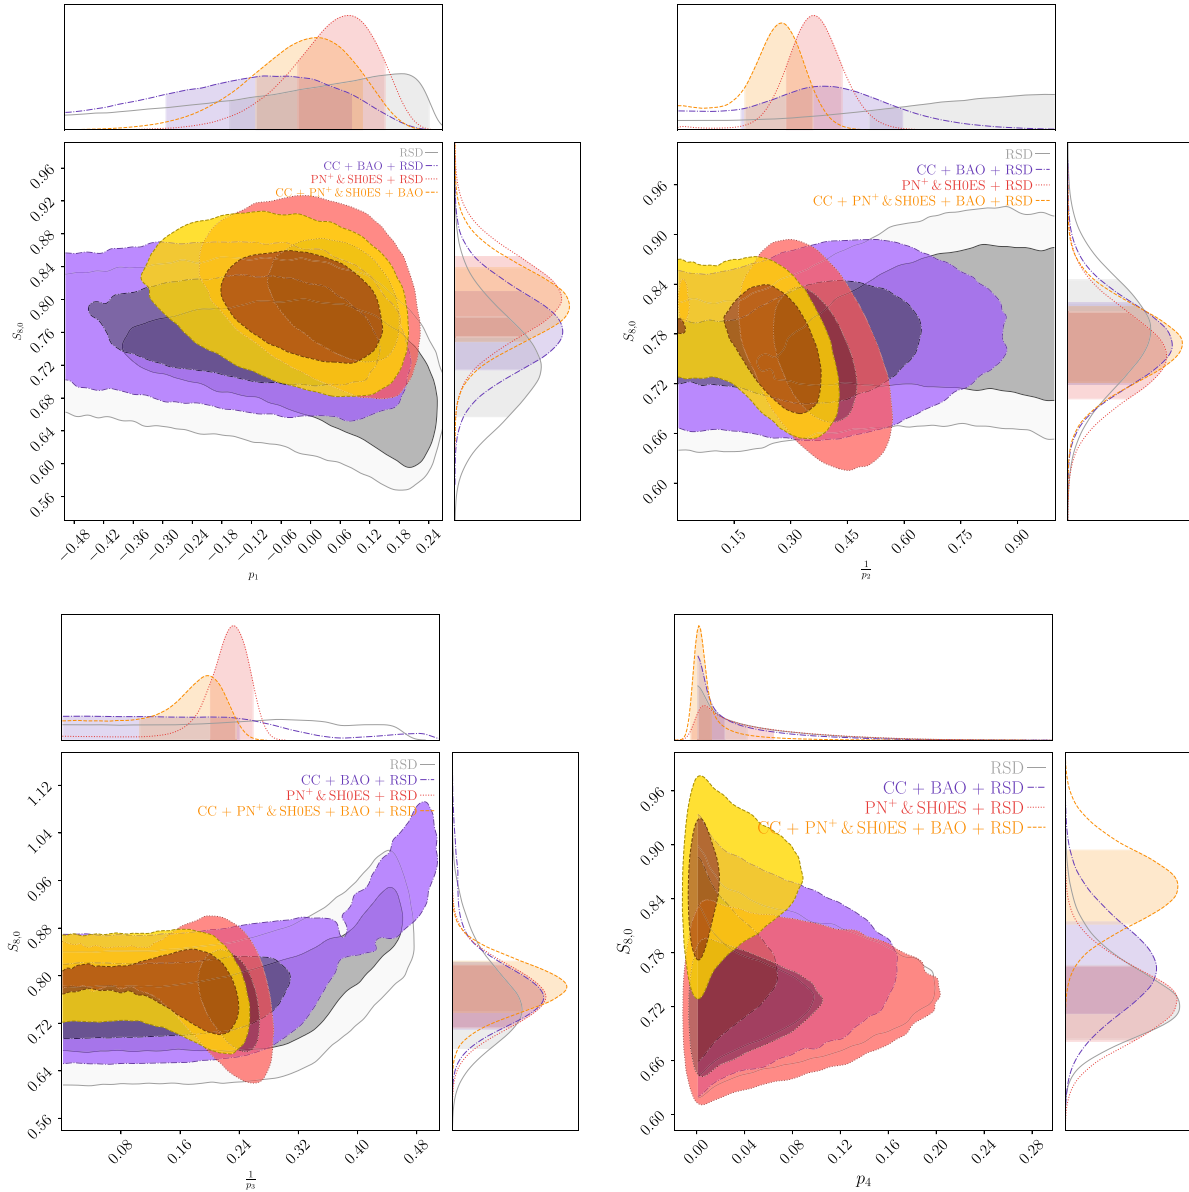 RSD
CC + BAO + RSD
PN⁺ & SH0ES + RSD
CC + PN⁺ & SH0ES + BAO
0.96
0.92
0.88
0.84
0.80
0.76
0.72
0.68
0.64
0.60
0.56
S₈,₀
−0.48 −0.42 −0.36 −0.30 −0.24 −0.18 −0.12 −0.06 0.00 0.06 0.12 0.18 0.24
p₁
RSD
CC + BAO + RSD
PN⁺ & SH0ES + RSD
CC + PN⁺ & SH0ES + BAO + RSD
0.96
0.90
0.84
0.78
0.72
0.66
0.60
S₈,₀
0.15 0.30 0.45 0.60 0.75 0.90
1/p₂
RSD
CC + BAO + RSD
PN⁺ & SH0ES + RSD
CC + PN⁺ & SH0ES + BAO + RSD
1.12
1.04
0.96
0.88
0.80
0.72
0.64
0.56
S₈,₀
0.08 0.16 0.24 0.32 0.40 0.48
1/p₃
RSD
CC + BAO + RSD
PN⁺ & SH0ES + RSD
CC + PN⁺ & SH0ES + BAO + RSD
0.96
0.90
0.84
0.78
0.72
0.66
0.60
S₈,₀
0.00 0.04 0.08 0.12 0.16 0.20 0.24 0.28
p₄